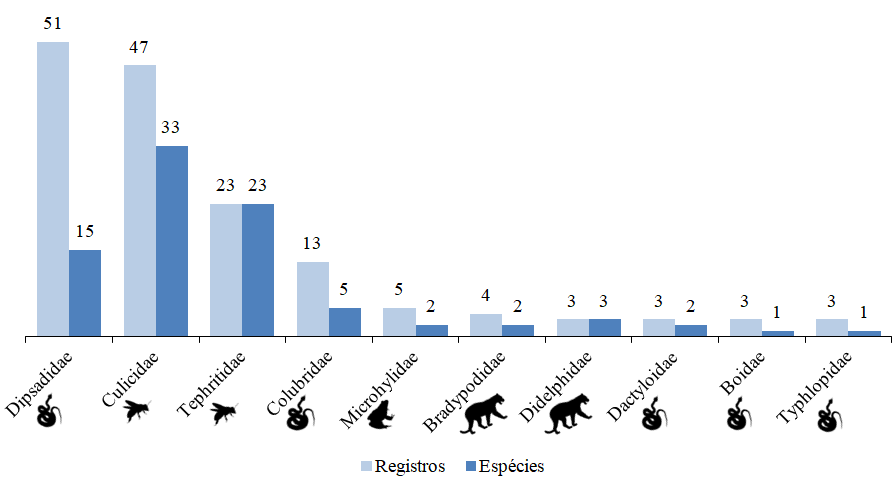 51
15
47
33
23
23
13
5
5
2
4
2
3
3
3
2
3
1
3
1
Dipsadidae
Culicidae
Tephritidae
Colubridae
Microhylidae
Bradypodidae
Didelphidae
Dactyloidae
Boidae
Typhlopidae
Registros
Espécies